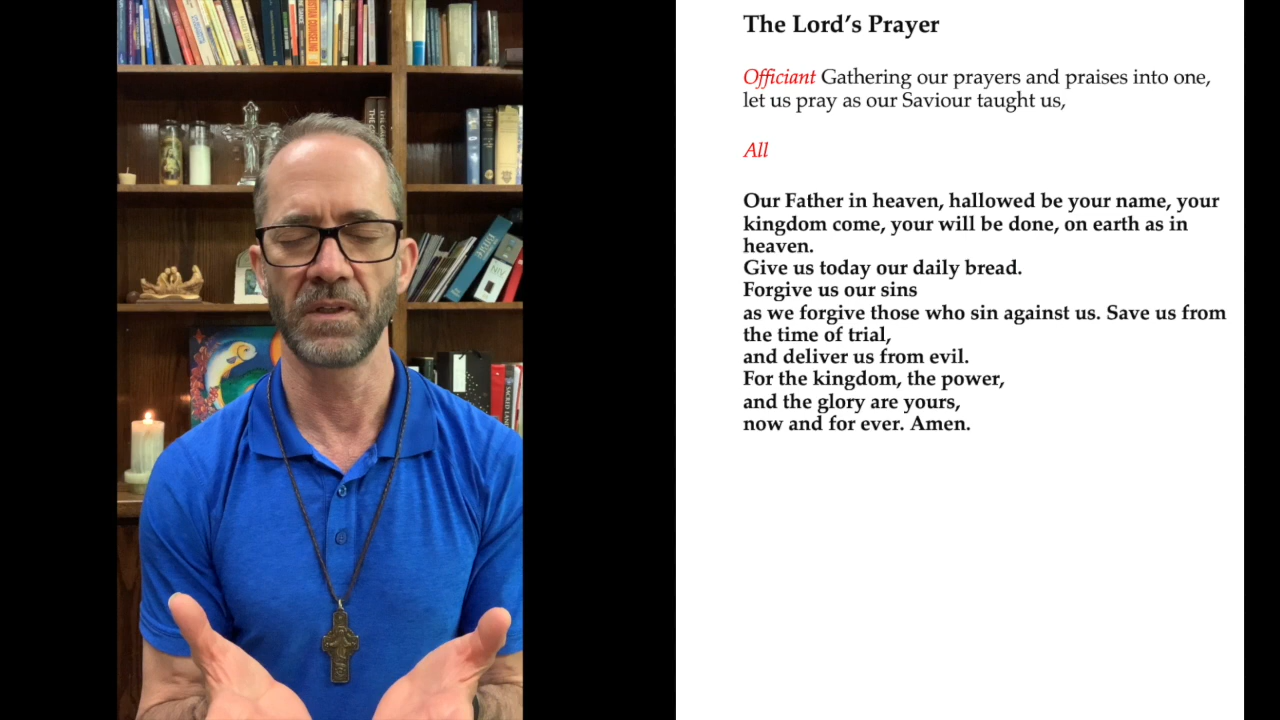 The Lord's Prayer
Officiant Gathering our prayers and praises into one,
let us pray as our Saviour taught us,
All
Our Father in heaven, hallowed be your name, your
kingdom come, your will be done, on earth as in
heaven.
Give us today our daily bread.
Forgive us our sins
as we forgive those who sin against us. Save us from
the time of trial,
and deliver us from evil.
For the kingdom, the power,
and the glory are yours,
now and for ever. Amen.
NIV